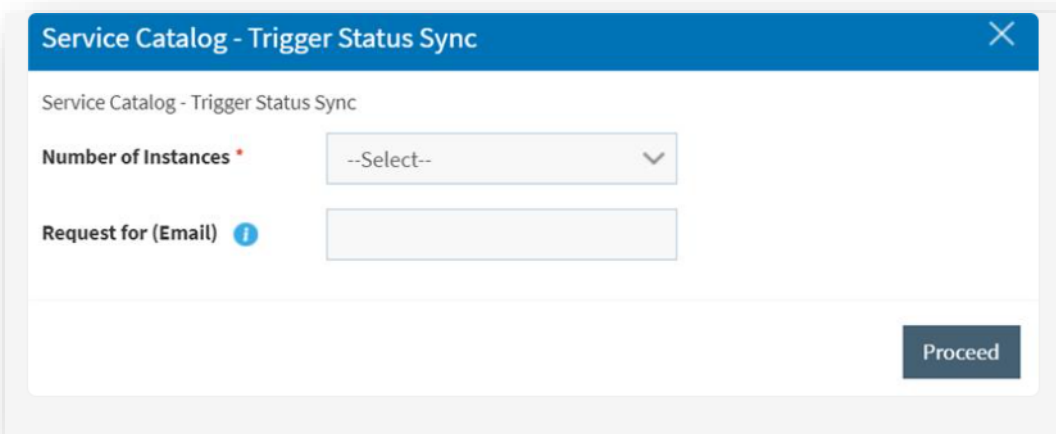 Service Catalog - Trigger Status Sync
Service Catalog - Trigger Status Sync
Number of Instances * --Select--
Request for (Email) i
Proceed